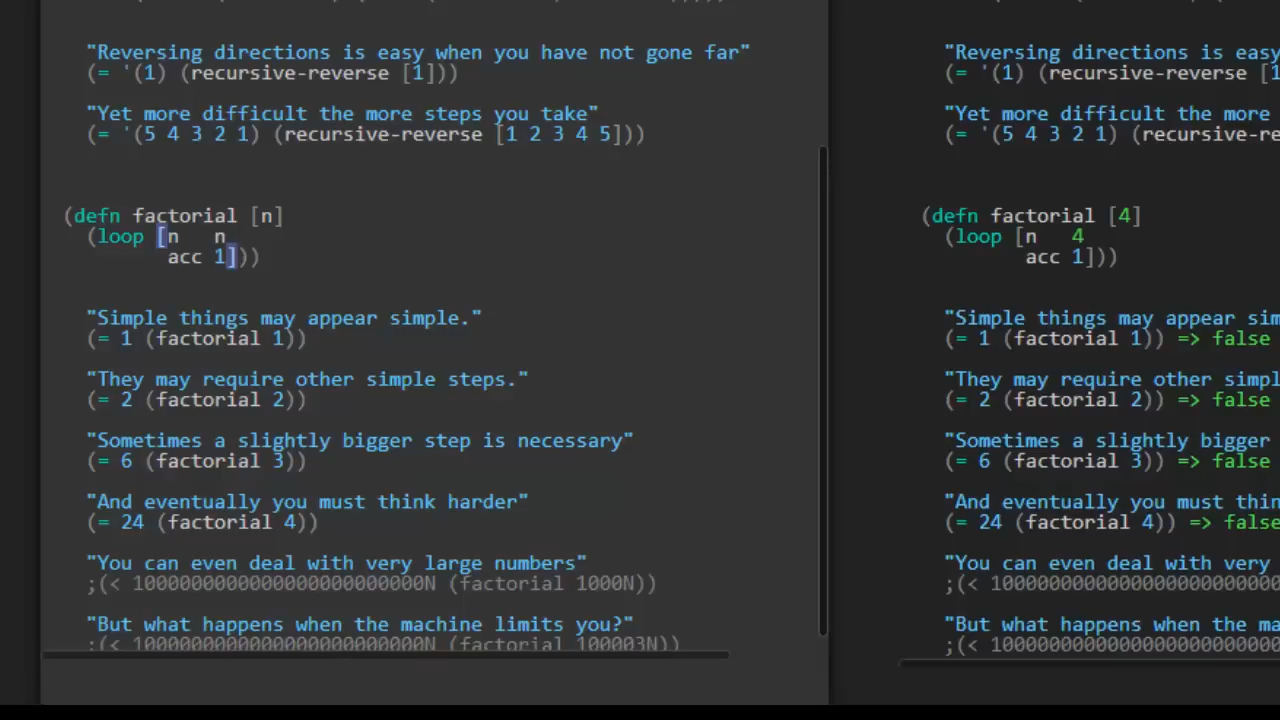 "Reversing directions is easy when you have not gone far"
(= '(1) (recursive-reverse [1]))
"Yet more difficult the more steps you take"
(= '(5 4 3 2 1) (recursive-reverse [1 2 3 4 5]))
(defn factorial [n]
(loop [n n
acc 1]))
"Simple things may appear simple."
(= 1 (factorial 1))
"They may require other simple steps."
(= 2 (factorial 2))
"Sometimes a slightly bigger step is necessary"
(= 6 (factorial 3))
"And eventually you must think harder"
(= 24 (factorial 4))
"You can even deal with very large numbers"
;(< 1000000000000000000000000N (factorial 1000N))
"But what happens when the machine limits you?"
;(< 1000000000000000000000000N (factorial 100003N))
"Reversing directions is easy
(= '(1) (recursive-reverse [1
"Yet more difficult the more
(= '(5 4 3 2 1) (recursive-re
(defn factorial [4]
(loop [n 4
acc 1]))
"Simple things may appear sim
(= 1 (factorial 1)) => false
"They may require other simpl
(= 2 (factorial 2)) => false
"Sometimes a slightly bigger
(= 6 (factorial 3)) => false
"And eventually you must thin
(= 24 (factorial 4)) => false
"You can even deal with very
;(< 1000000000000000000000000
"But what happens when the ma
;(< 1000000000000000000000000